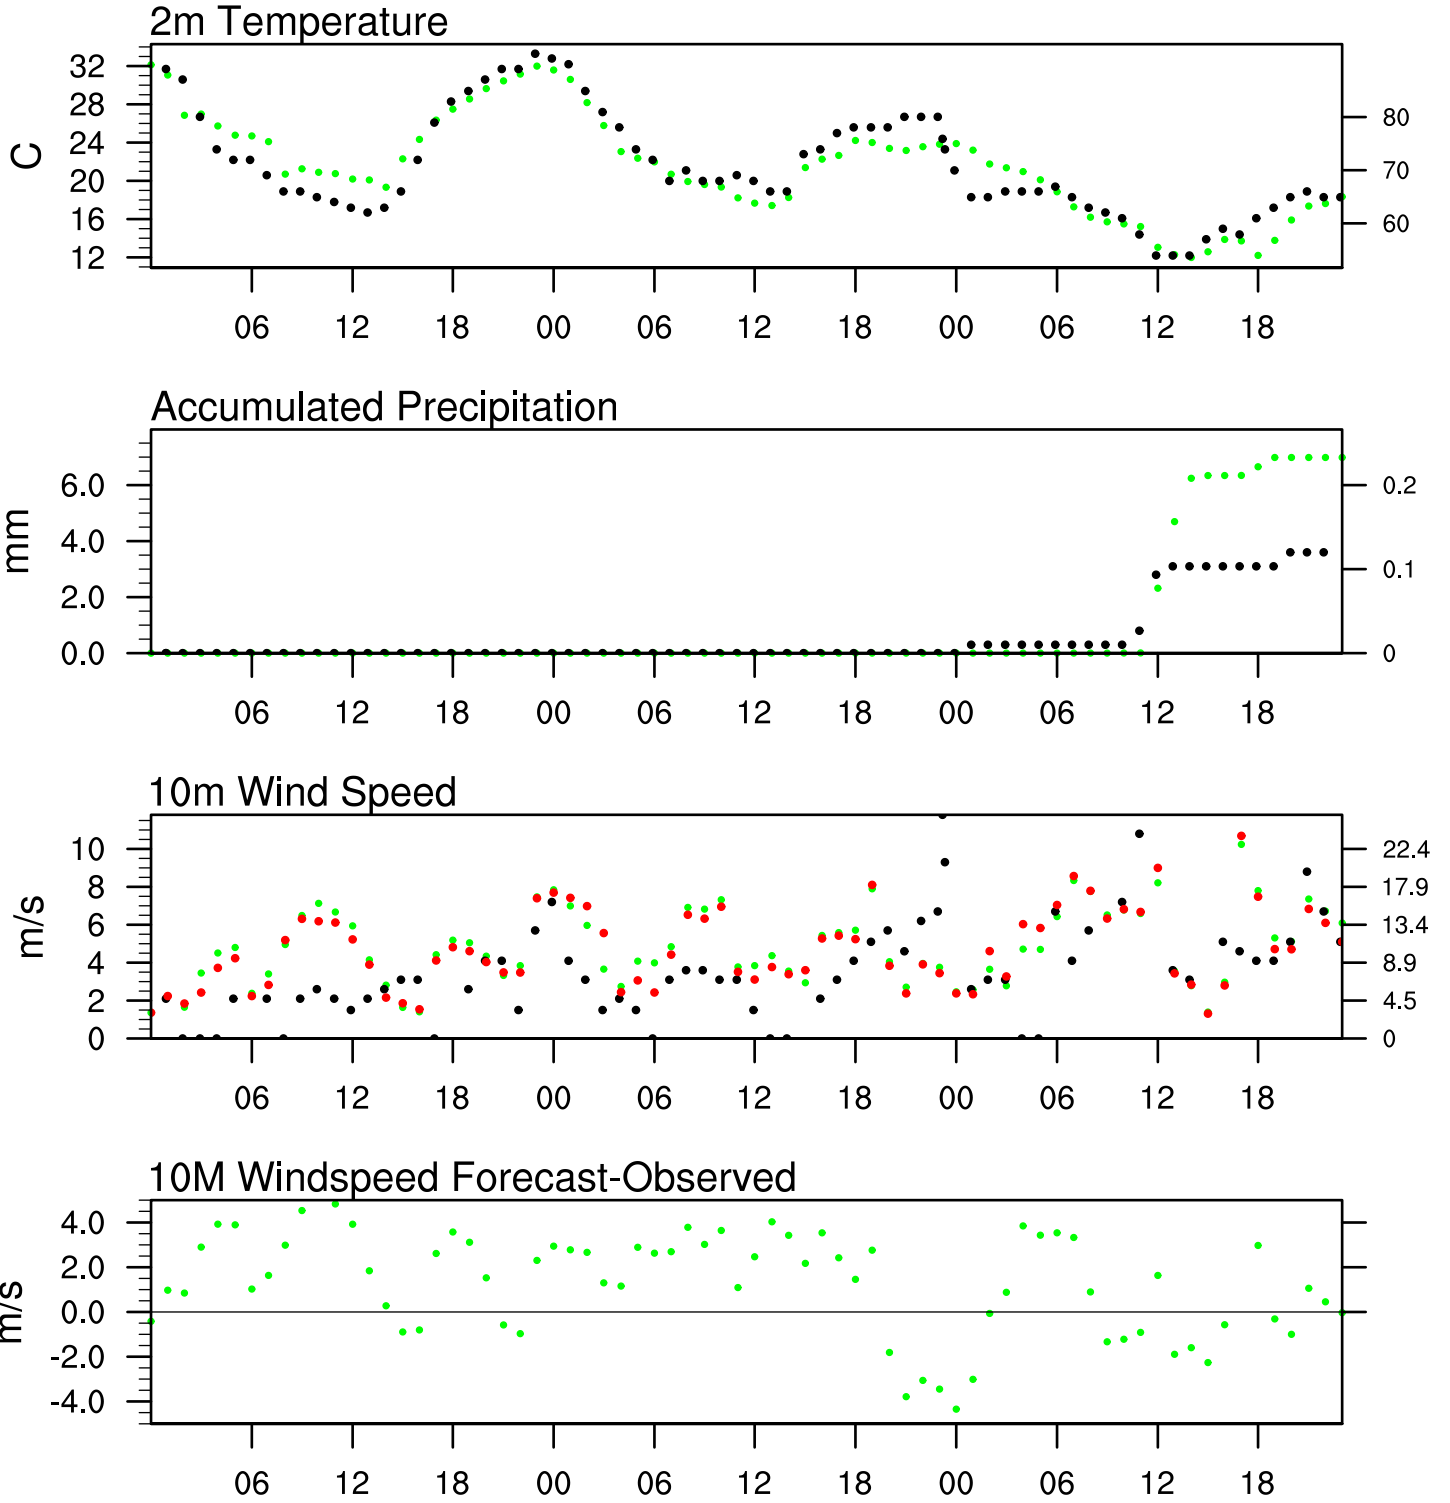 2m Temperature
C
32
28
24
20
16
12
80
70
60
06 12 18 00 06 12 18 00 06 12 18
Accumulated Precipitation
mm
6.0
4.0
2.0
0.0
0.2
0.1
0
06 12 18 00 06 12 18 00 06 12 18
10m Wind Speed
m/s
10
8
6
4
2
0
22.4
17.9
13.4
8.9
4.5
0
06 12 18 00 06 12 18 00 06 12 18
10M Windspeed Forecast-Observed
m/s
4.0
2.0
0.0
-2.0
-4.0
06 12 18 00 06 12 18 00 06 12 18